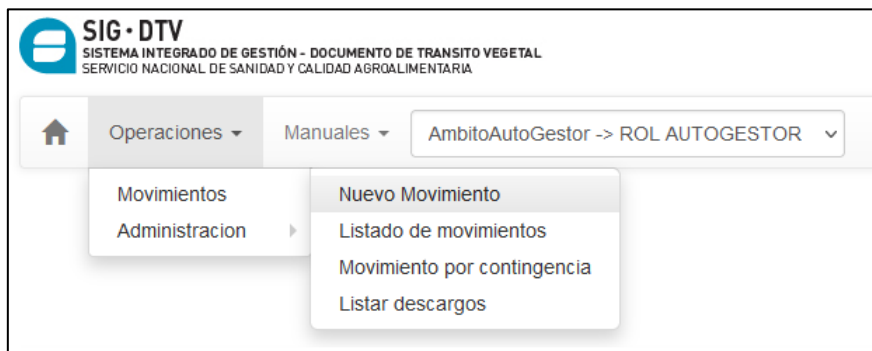 SIG · DTV
SISTEMA INTEGRADO DE GESTIÓN - DOCUMENTO DE TRANSITO VEGETAL
SERVICIO NACIONAL DE SANIDAD Y CALIDAD AGROALIMENTARIA
Operaciones Manuales AmbitoAutoGestor -> ROL AUTOGESTOR
Movimientos Nuevo Movimiento
Administracion Listado de movimientos
Movimiento por contingencia
Listar descargos